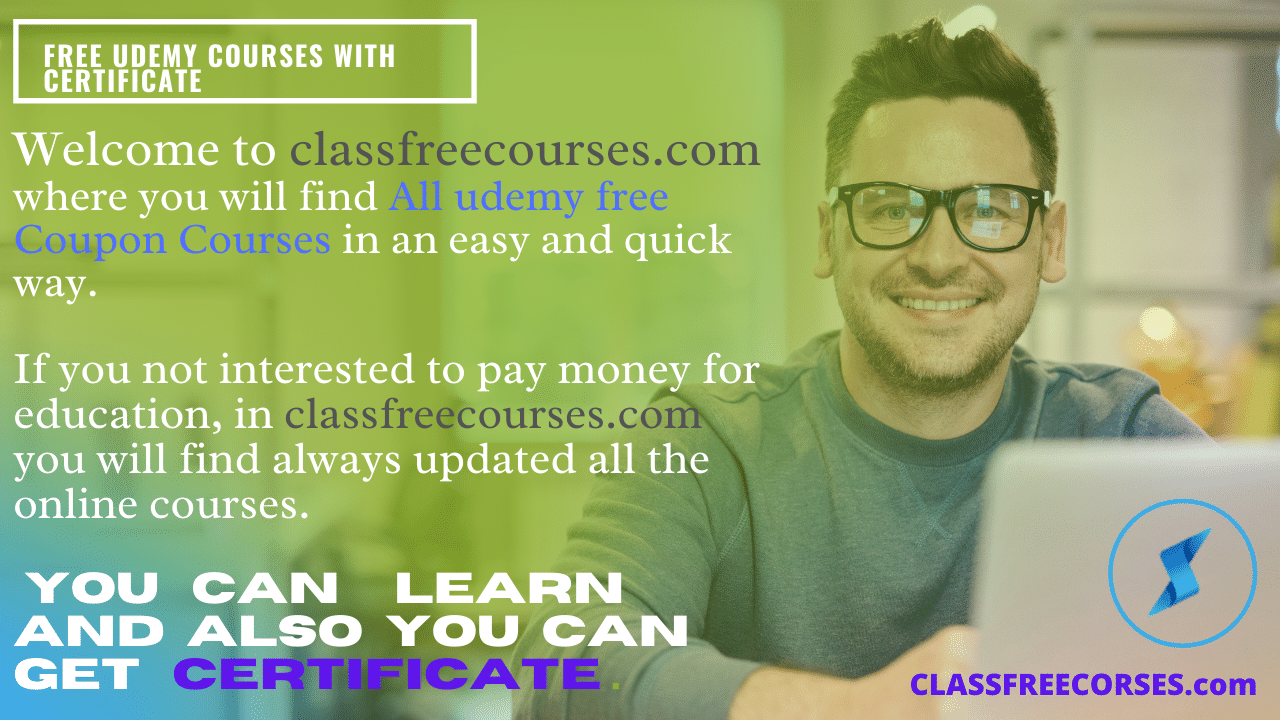 FREE UDEMY COURSES WITH
CERTIFICATE
Welcome to classfreecourses.com
where you will find All udemy free
Coupon Courses in an easy and quick
way.
If you not interested to pay money for
education, in classfreecourses.com
you will find always updated all the
online courses.
YOU CAN LEARN
AND ALSO YOU CAN
GET CERTIFICATE.
CLASSFREECORSES.com